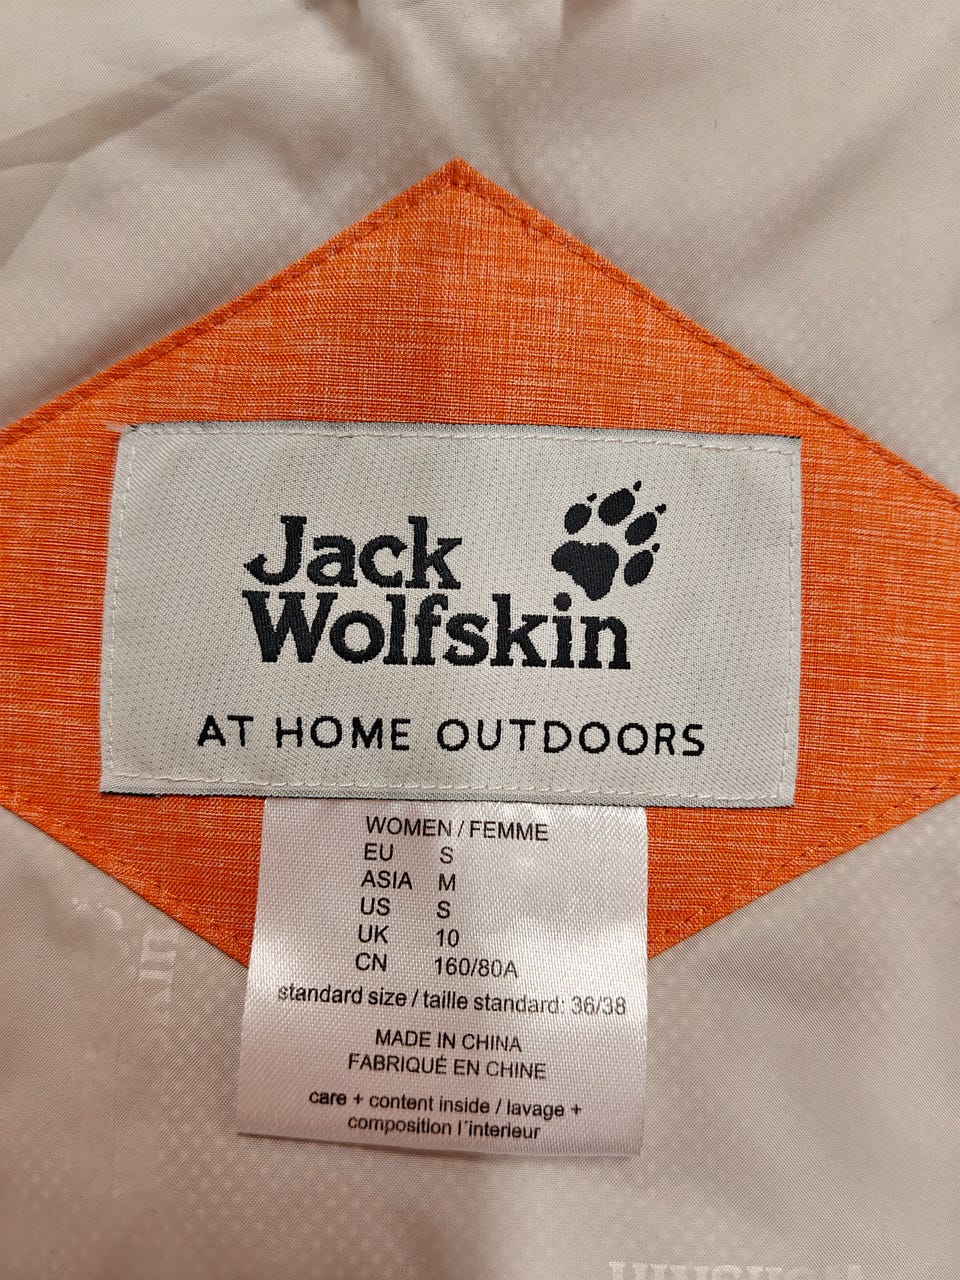 Jack
Wolfskin
AT HOME OUTDOORS
WOMEN / FEMME
EU S
ASIA M
US S
UK 10
CN 160/80A
standard size / taille standard: 36/38
MADE IN CHINA
FABRIQUÉ EN CHINE
care + content inside / lavage +
composition l´interieur